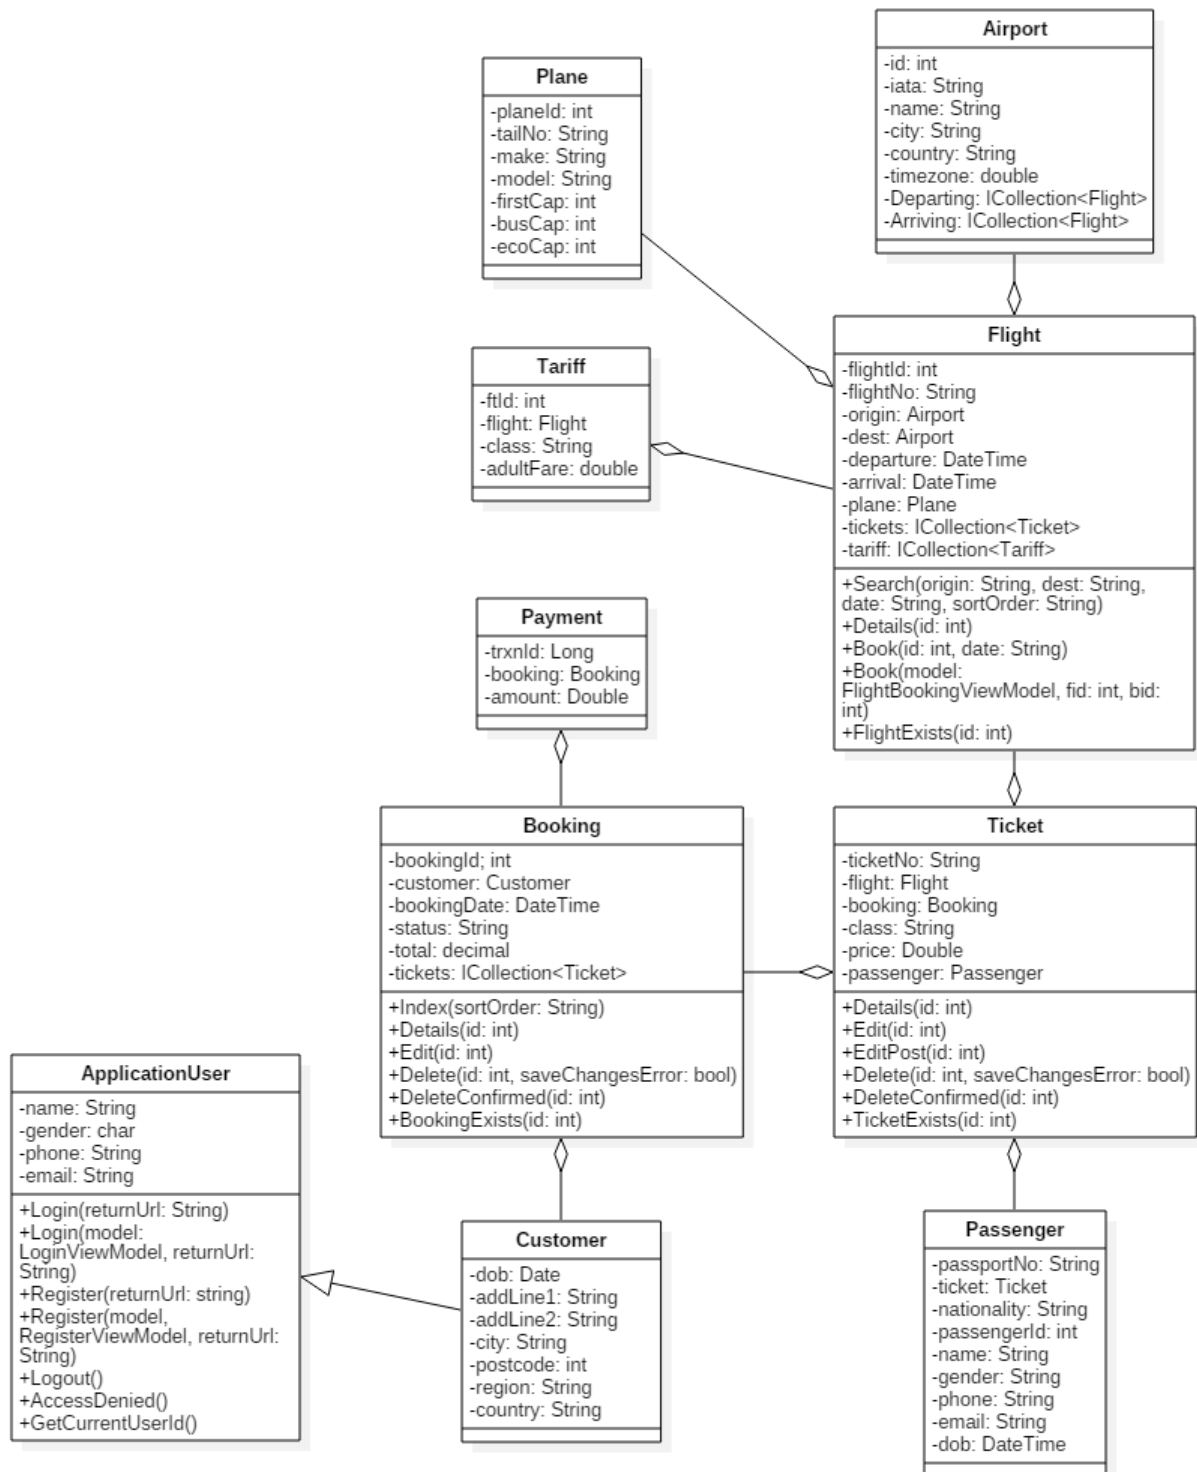 Airport
-id: int
-iata: String
-name: String
-city: String
-country: String
-timezone: double
-Departing: ICollection<Flight>
-Arriving: ICollection<Flight>
Plane
-planeId: int
-tailNo: String
-make: String
-model: String
-firstCap: int
-busCap: int
-ecoCap: int
Flight
-flightId: int
-flightNo: String
-origin: Airport
-dest: Airport
-departure: DateTime
-arrival: DateTime
-plane: Plane
-tickets: ICollection<Ticket>
-tariff: ICollection<Tariff>
+Search(origin: String, dest: String,
date: String, sortOrder: String)
+Details(id: int)
+Book(id: int, date: String)
+Book(model:
FlightBookingViewModel, fid: int, bid:
int)
+FlightExists(id: int)
Tariff
-ftId: int
-flight: Flight
-class: String
-adultFare: double
Payment
-trxnId: Long
-booking: Booking
-amount: Double
Booking
-bookingId; int
-customer: Customer
-bookingDate: DateTime
-status: String
-total: decimal
-tickets: ICollection<Ticket>
+Index(sortOrder: String)
+Details(id: int)
+Edit(id: int)
+Delete(id: int, saveChangesError: bool)
+DeleteConfirmed(id: int)
+BookingExists(id: int)
Ticket
-ticketNo: String
-flight: Flight
-booking: Booking
-class: String
-price: Double
-passenger: Passenger
+Details(id: int)
+Edit(id: int)
+EditPost(id: int)
+Delete(id: int, saveChangesError: bool)
+DeleteConfirmed(id: int)
+TicketExists(id: int)
ApplicationUser
-name: String
-gender: char
-phone: String
-email: String
+Login(returnUrl: String)
+Login(model:
LoginViewModel, returnUrl:
String)
+Register(returnUrl: string)
+Register(model,
RegisterViewModel, returnUrl:
String)
+Logout()
+AccessDenied()
+GetCurrentUserId()
Customer
-dob: Date
-addLine1: String
-addLine2: String
-city: String
-postcode: int
-region: String
-country: String
Passenger
-passportNo: String
-ticket: Ticket
-nationality: String
-passengerId: int
-name: String
-gender: String
-phone: String
-email: String
-dob: DateTime